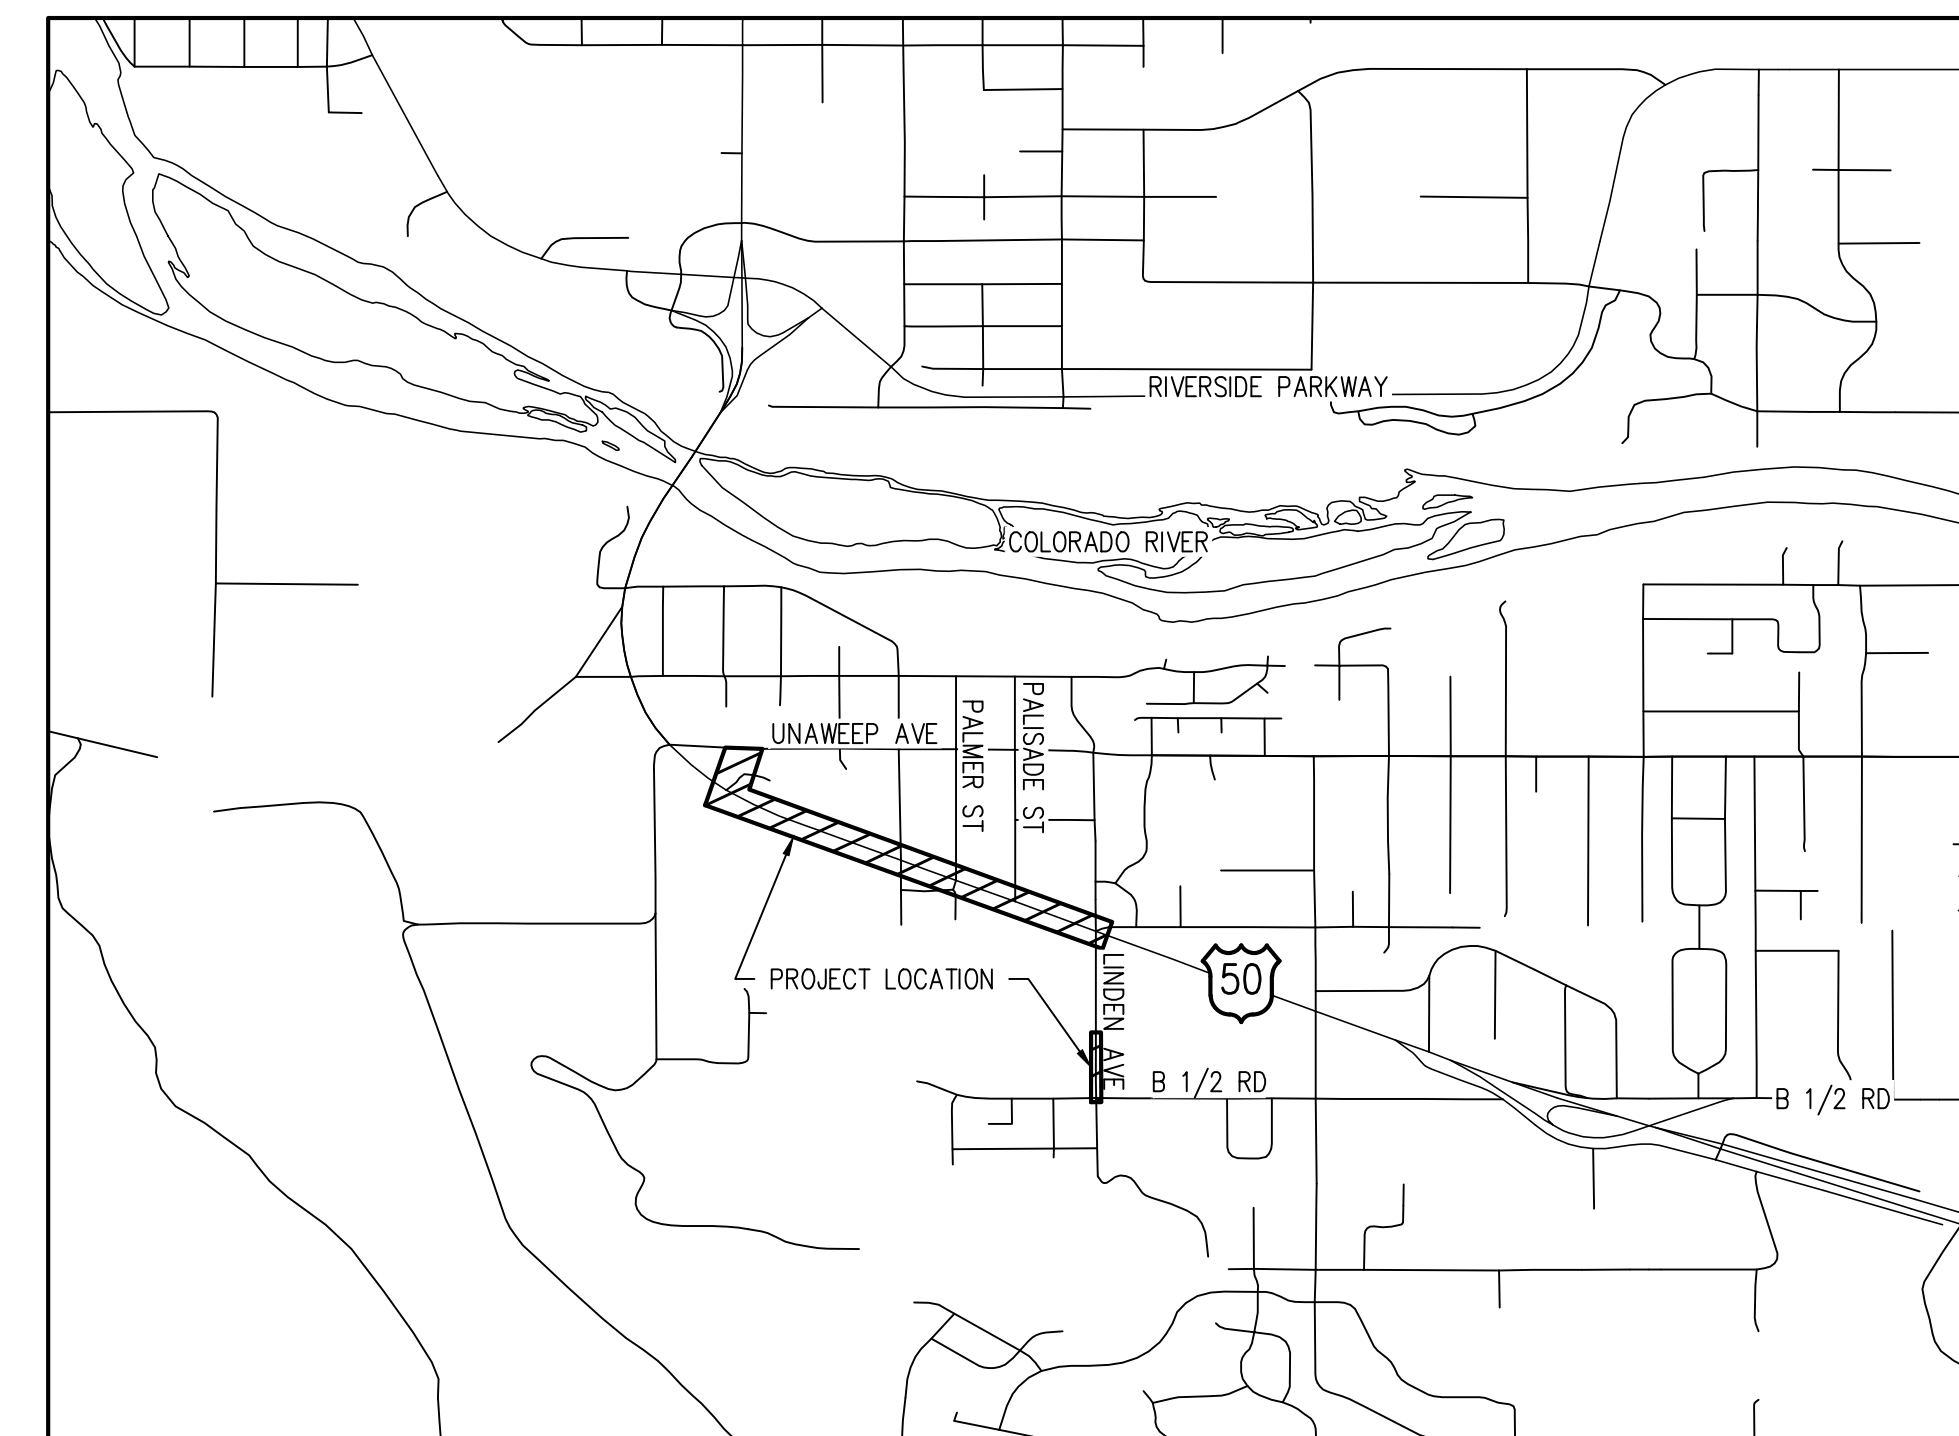 RIVERSIDE PARKWAY
COLORADO RIVER
UNAWEEP AVE
PALMER ST
PALISADE ST
50
PROJECT LOCATION
LINDEN AVE
B 1/2 RD
B 1/2 RD